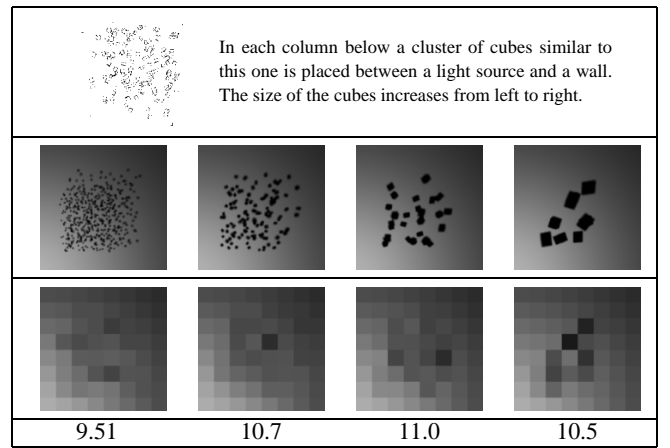 In each column below a cluster of cubes similar to
this one is placed between a light source and a wall.
The size of the cubes increases from left to right.
9.51 10.7 11.0 10.5